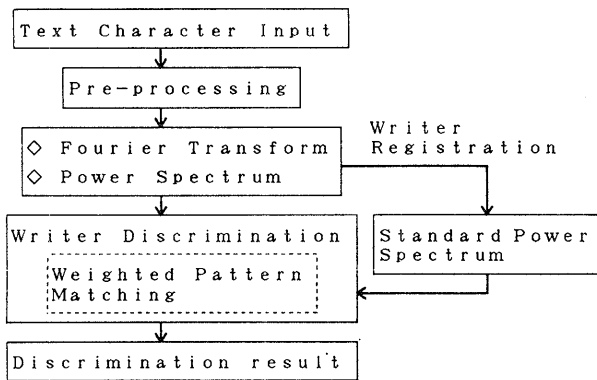 Text Character Input
Pre-processing
◇ Fourier Transform
◇ Power Spectrum
Writer
Registration
Writer Discrimination
Weighted Pattern
Matching
Standard Power
Spectrum
Discrimination result